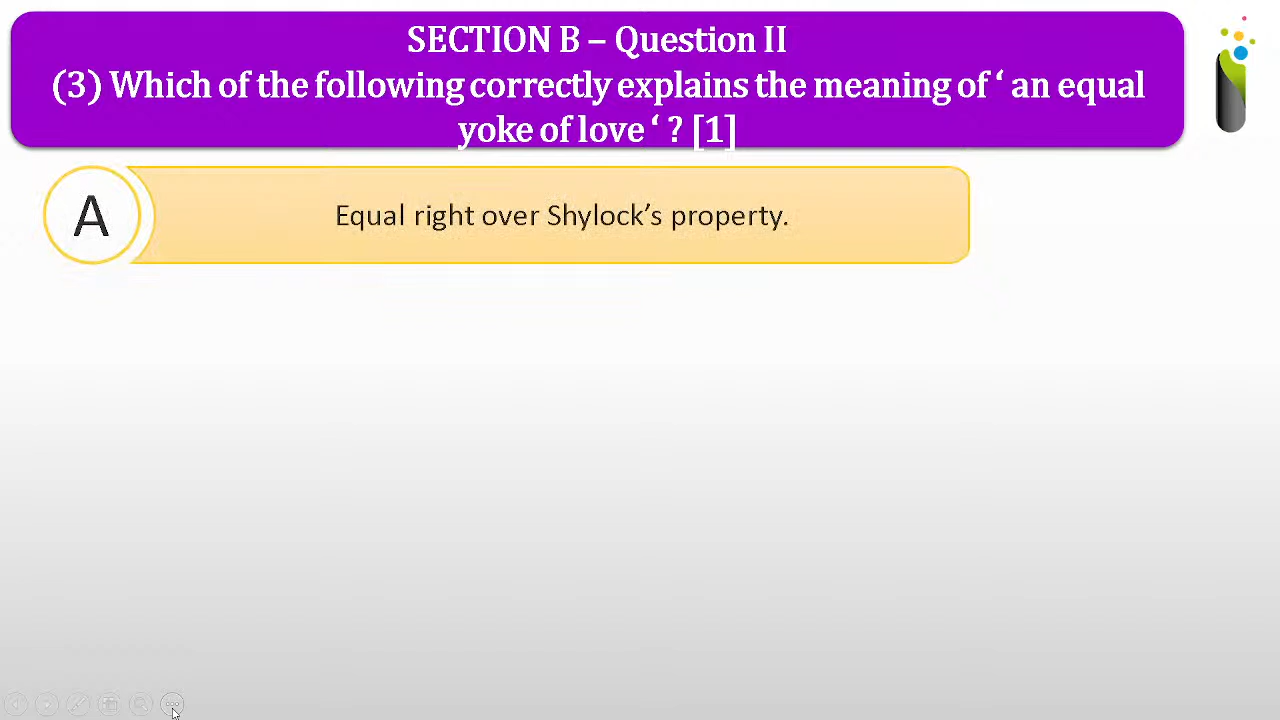 SECTION B – Question II
(3) Which of the following correctly explains the meaning of ‘ an equal
yoke of love ‘ ? [1]
A
Equal right over Shylock’s property.